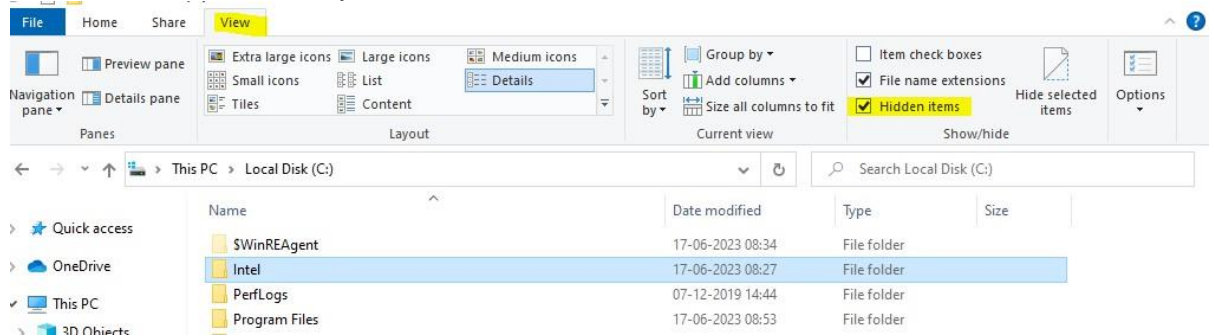 File Home Share View
Preview pane Extra large icons Large icons Medium icons Group by Item check boxes
Small icons List Details Add columns File name extensions
Navigation pane Details pane Tiles Content Sort by Size all columns to fit Hidden items Hide selected items Options
Panes Layout Current view Show/hide
This PC > Local Disk (C:) Search Local Disk (C:)
Name Date modified Type Size
Quick access
$WinREAgent 17-06-2023 08:34 File folder
OneDrive Intel 17-06-2023 08:27 File folder
PerfLogs 07-12-2019 14:44 File folder
This PC
Program Files 17-06-2023 08:53 File folder
3D Objects